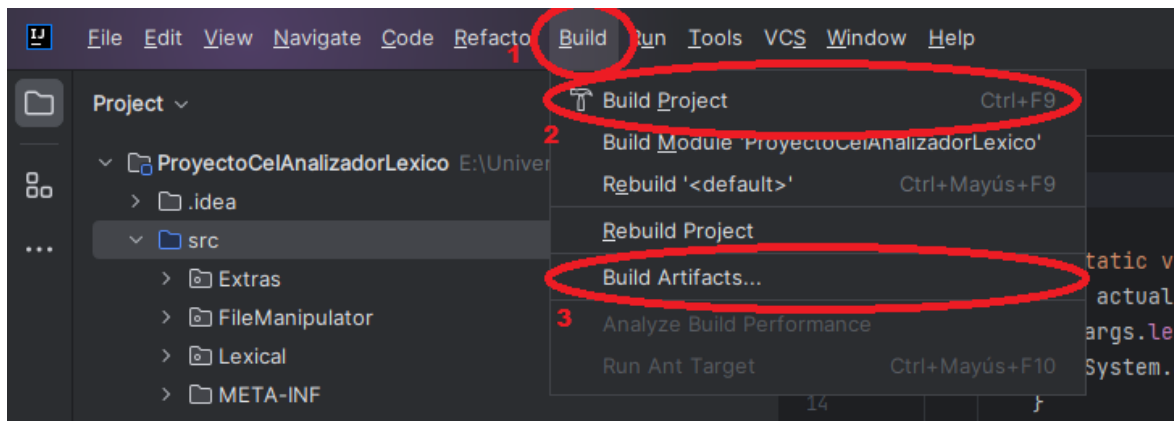 IJ File Edit View Navigate Code Refacto Build Run Tools VCS Window Help
1
Project
Build Project Ctrl+F9
2
Build Module 'ProyectoCelAnalizadorLexico'
ProyectoCelAnalizadorLexico E:\Univer
Rebuild '<default>' Ctrl+Mayús+F9
.idea
src
Rebuild Project
Extras
Build Artifacts...
tatic v
actual
FileManipulator
3
Analyze Build Performance
args.le
Lexical
Run Ant Target Ctrl+Mayús+F10
System.
META-INF
14 }